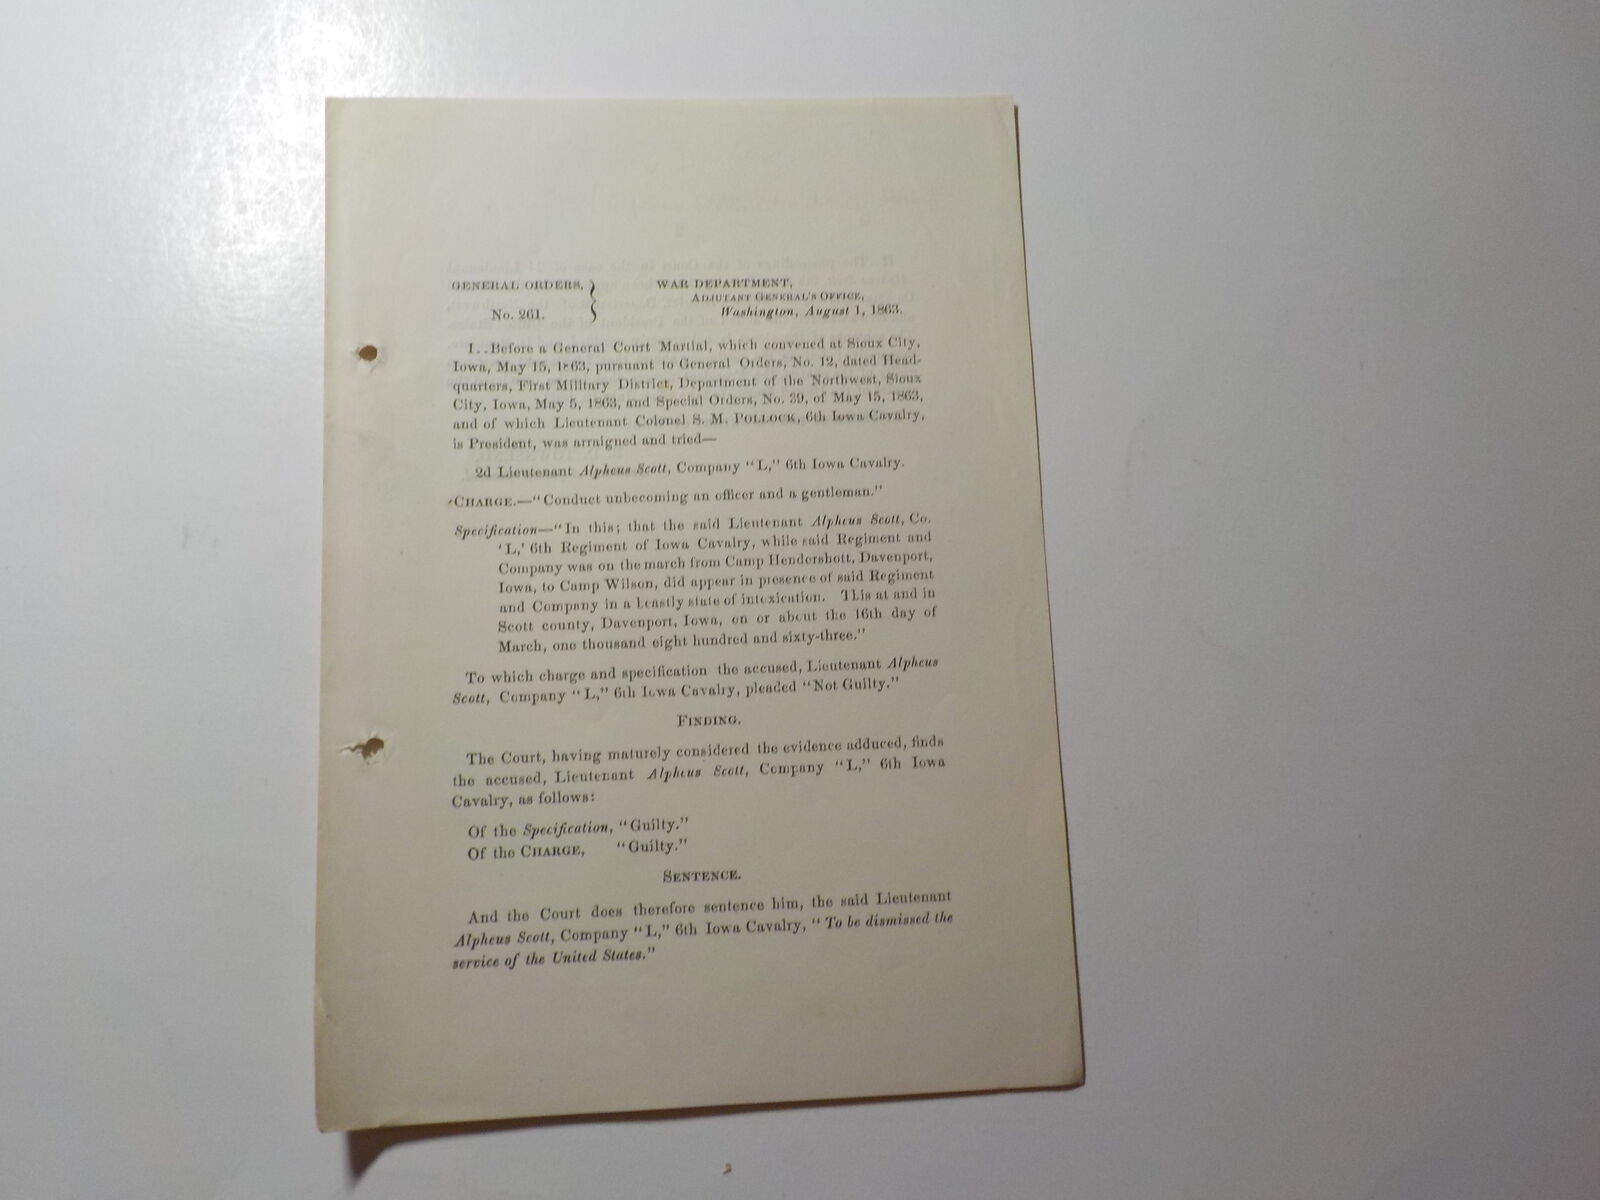 GENERAL ORDERS,
No. 261.
WAR DEPARTMENT,
ADJUTANT GENERAL'S OFFICE,
Washington, August 1, 1863.
I..Before a General Court Martial, which convened at Sioux City,
Iowa, May 15, 1863, pursuant to General Orders, No. 12, dated Head-
quarters, First Military District, Department of the Northwest, Sioux
City, Iowa, May 5, 1863, and Special Orders, No. 39, of May 15, 1863,
and of which Lieutenant Colonel S. M. POLLOCK, 6th Iowa Cavalry,
is President, was arraigned and tried—
2d Lieutenant Alpheus Scott, Company "L," 6th Iowa Cavalry.
CHARGE.—"Conduct unbecoming an officer and a gentleman."
Specification—"In this; that the said Lieutenant Alpheus Scott, Co.
'L,' 6th Regiment of Iowa Cavalry, while said Regiment and
Company was on the march from Camp Hendershott, Davenport,
Iowa, to Camp Wilson, did appear in presence of said Regiment
and Company in a beastly state of intoxication. This at and in
Scott county, Davenport, Iowa, on or about the 16th day of
March, one thousand eight hundred and sixty-three."
To which charge and specification the accused, Lieutenant Alpheus
Scott, Company "L," 6th Iowa Cavalry, pleaded "Not Guilty."
FINDING.
The Court, having maturely considered the evidence adduced, finds
the accused, Lieutenant Alpheus Scott, Company "L," 6th Iowa
Cavalry, as follows:
Of the Specification, "Guilty."
Of the CHARGE, "Guilty."
SENTENCE.
And the Court does therefore sentence him, the said Lieutenant
Alpheus Scott, Company "L," 6th Iowa Cavalry, "To be dismissed the
service of the United States."